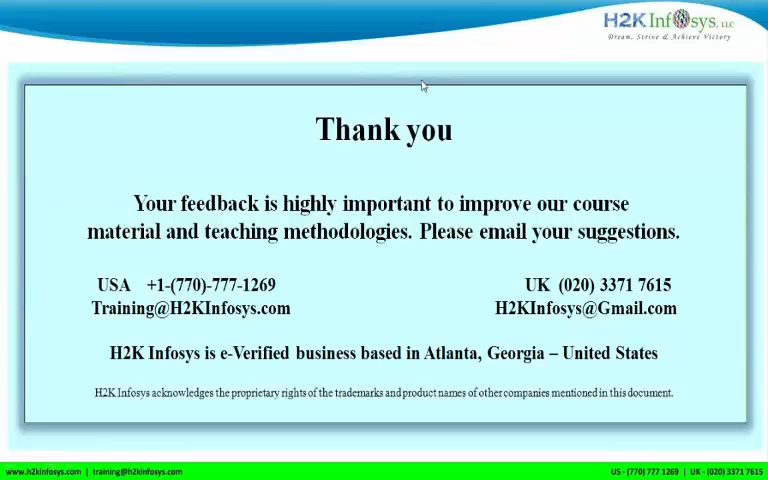 H2K Infosys, LLC
Dream, Strive & Achieve Victory
Thank you
Your feedback is highly important to improve our course
material and teaching methodologies. Please email your suggestions.
USA +1-(770)-777-1269 UK (020) 3371 7615
Training@H2KInfosys.com H2KInfosys@Gmail.com
H2K Infosys is e-Verified business based in Atlanta, Georgia – United States
H2K Infosys acknowledges the proprietary rights of the trademarks and product names of other companies mentioned in this document.
www.h2kinfosys.com | training@h2kinfosys.com US - (770) 777 1269 | UK - (020) 3371 7615